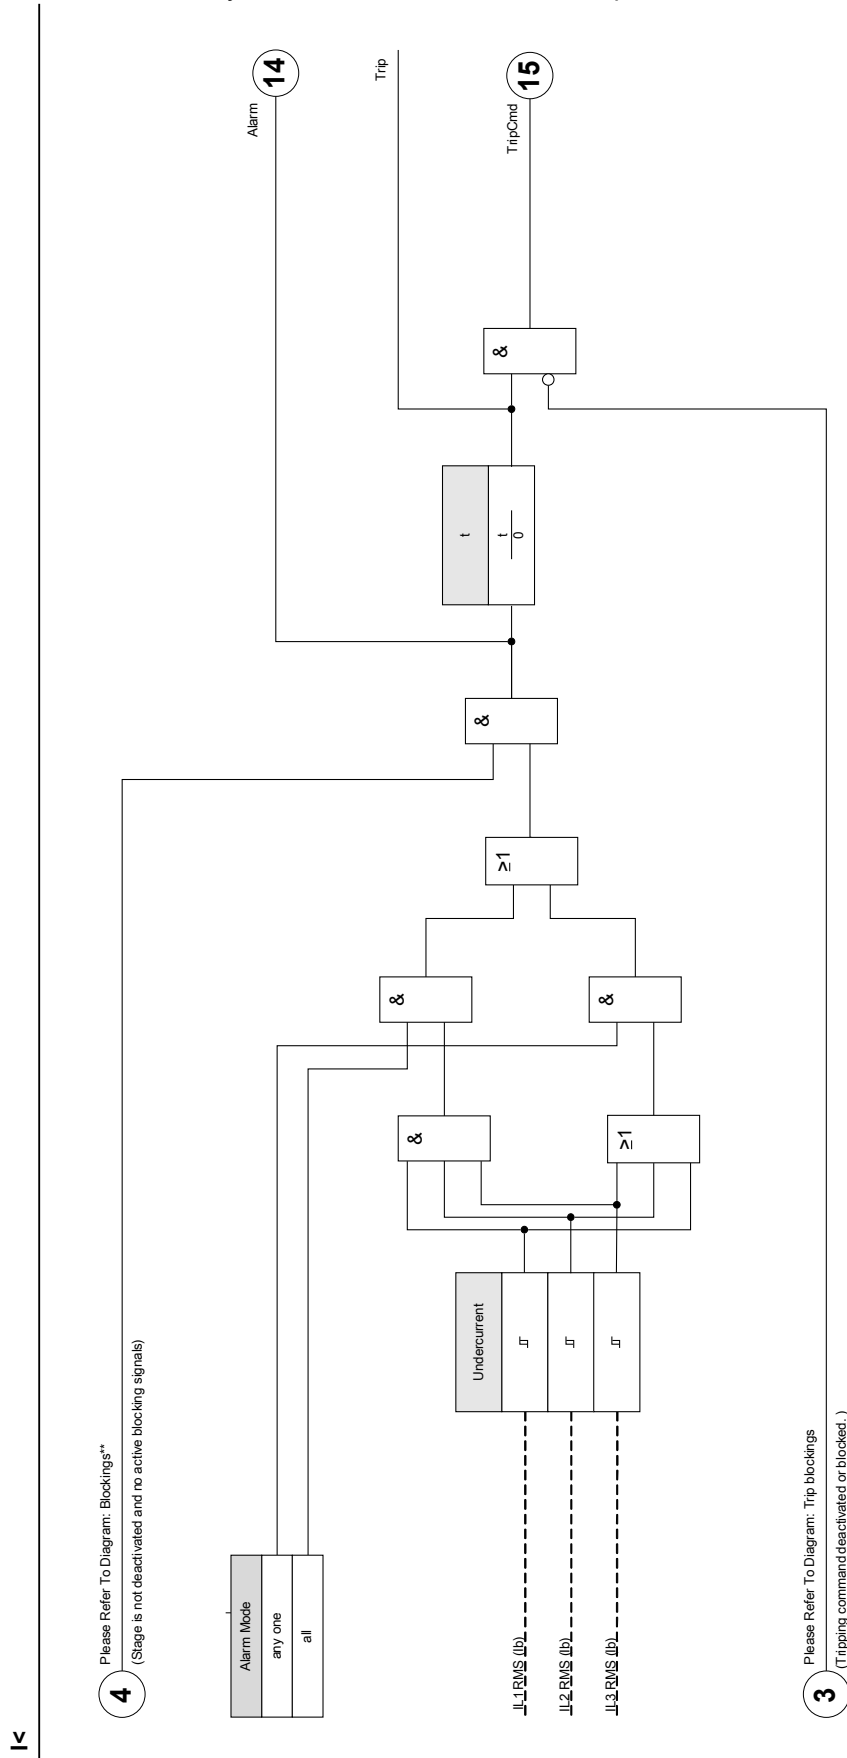 I<
Please Refer To Diagram: Blockings**
4
(Stage is not deactivated and no active blocking signals)
Alarm
14
Alarm Mode
any one
all
Trip
&
&
t
Undercurrent
&
≥1
t
0
&
TripCmd
15
IL1 RMS (Ib)
IL2 RMS (Ib)
IL3 RMS (Ib)
&
≥1
Please Refer To Diagram: Trip blockings
3
(Tripping command deactivated or blocked. )